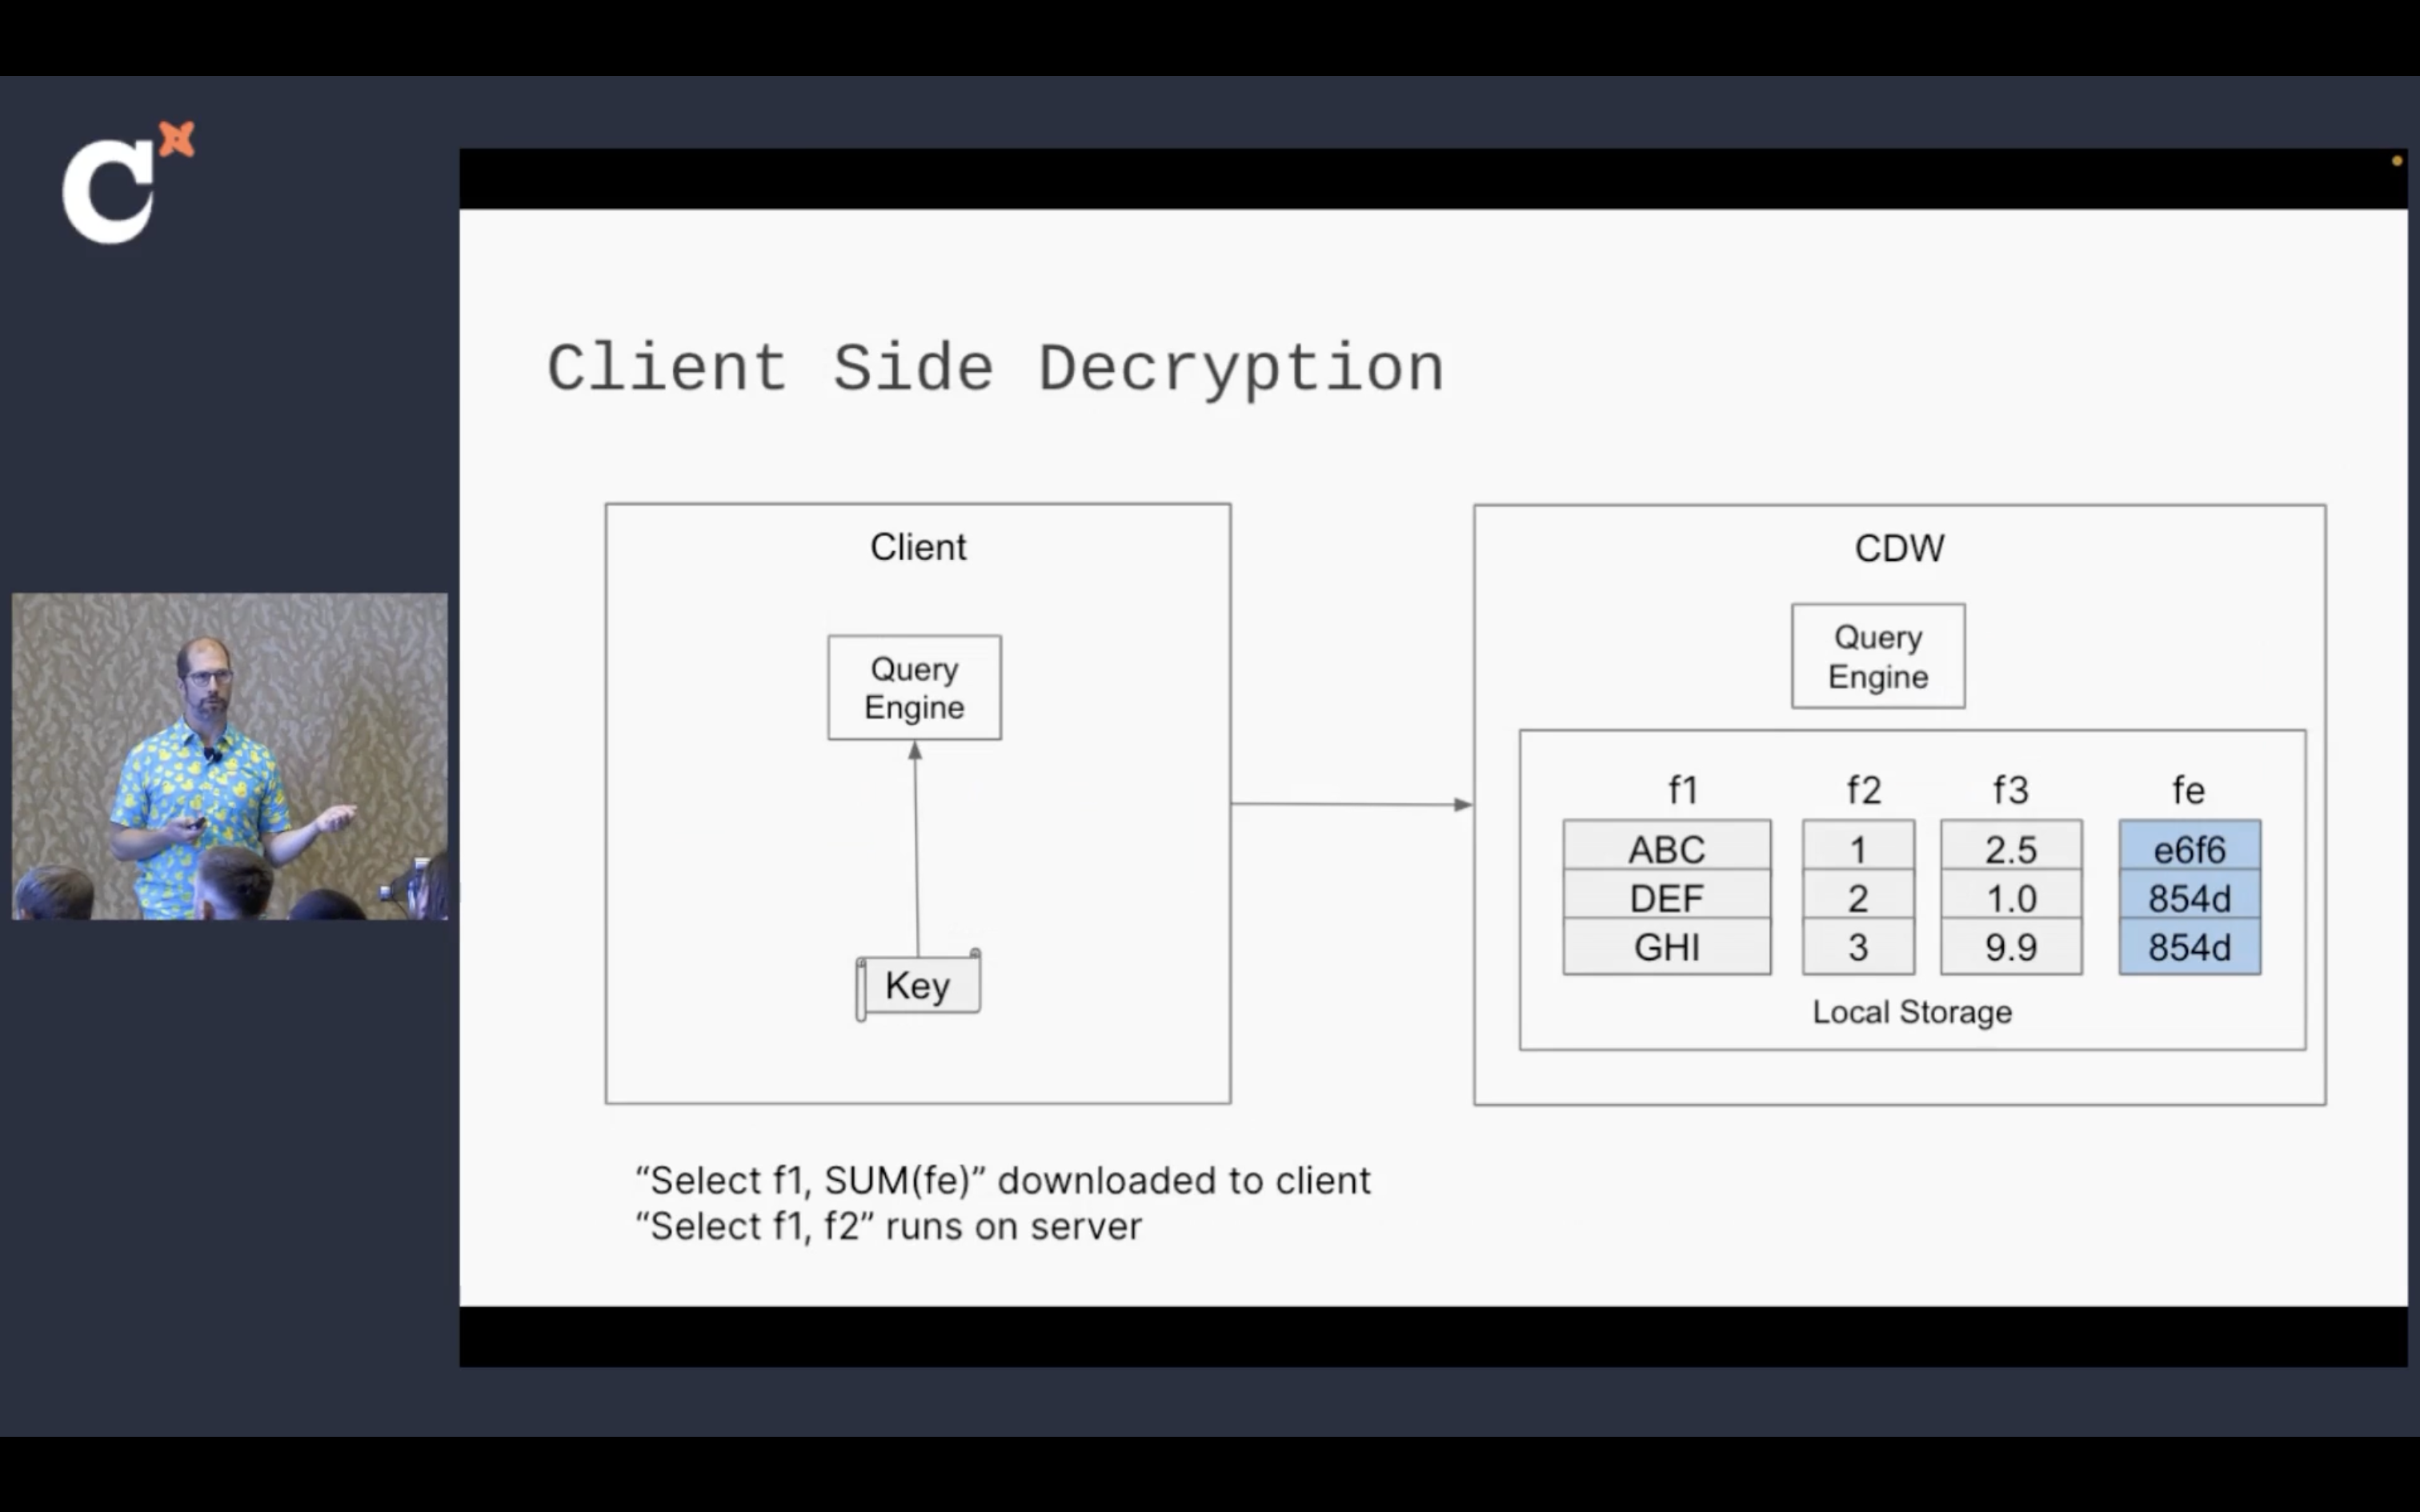 C
Client Side Decryption
Client
Query
Engine
Key
CDW
Query
Engine
f1 f2 f3 fe
ABC 1 2.5 e6f6
DEF 2 1.0 854d
GHI 3 9.9 854d
Local Storage
“Select f1, SUM(fe)” downloaded to client
“Select f1, f2” runs on server